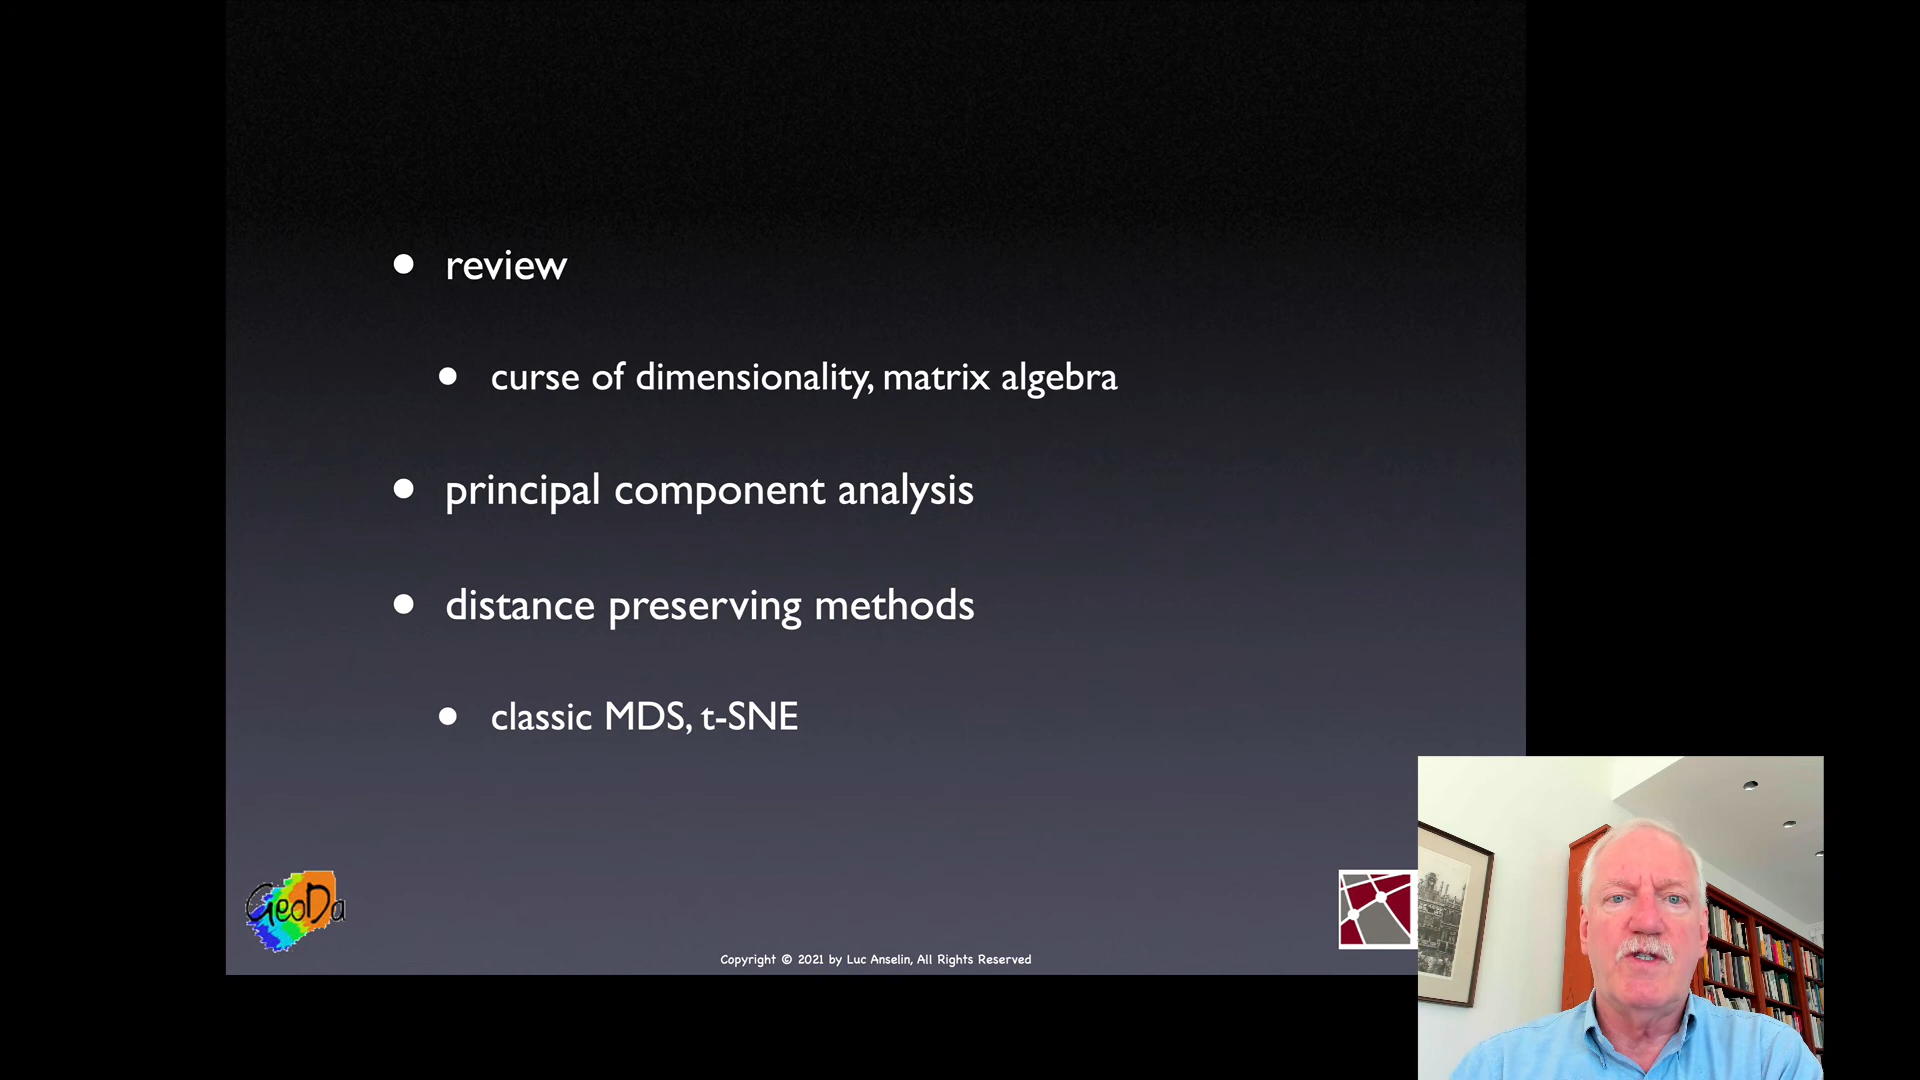 review
curse of dimensionality, matrix algebra
principal component analysis
distance preserving methods
classic MDS, t-SNE
GeoDa
Copyright © 2021 by Luc Anselin, All Rights Reserved